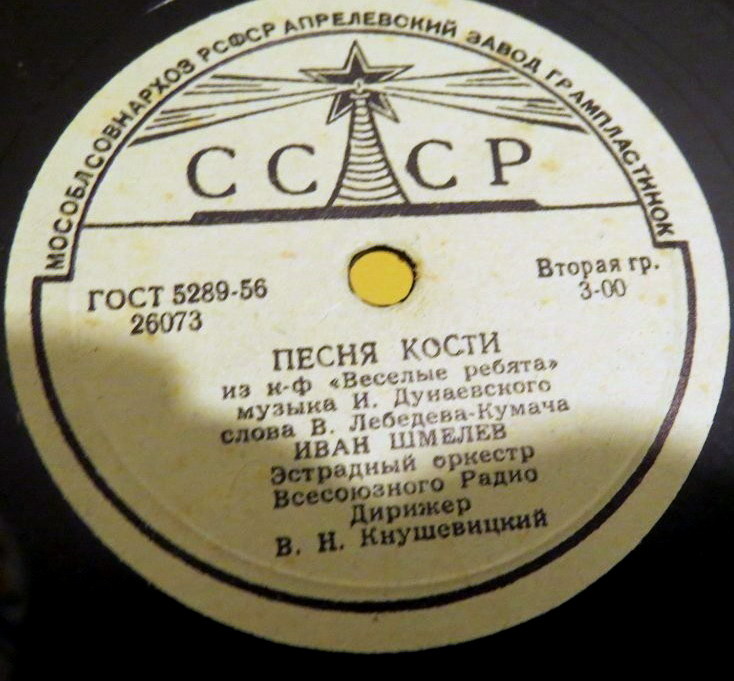 МОСОБЛСОВНАРХОЗ РСФСР АПРЕЛЕВСКИЙ ЗАВОД ГРАМПЛАСТИНОК
СССР
ГОСТ 5289-56
26073
Вторая гр.
3-00
ПЕСНЯ КОСТИ
из к-ф «Веселые ребята»
музыка И. Дунаевского
слова В. Лебедева-Кумача
ИВАН ШМЕЛЕВ
Эстрадный оркестр
Всесоюзного Радио
Дирижер
В. Н. Кнушевицкий